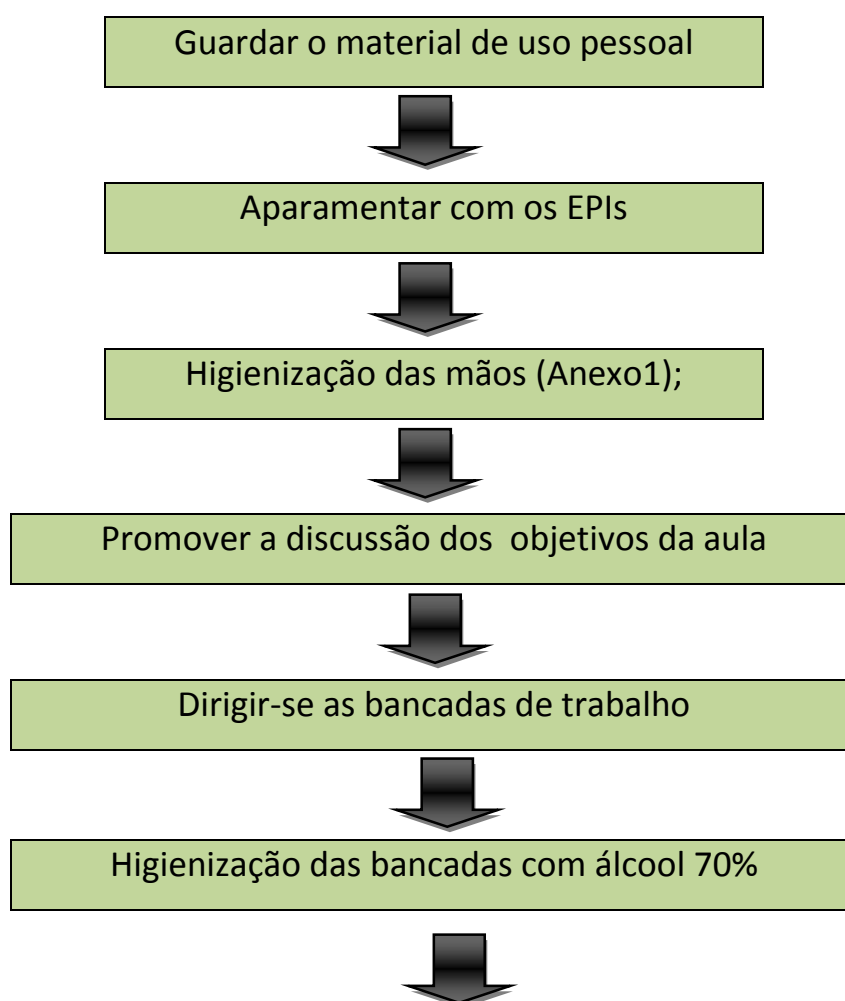 Guardar o material de uso pessoal
Aparamentar com os EPIs
Higienização das mãos (Anexo1);
Promover a discussão dos  objetivos da aula
Dirigir-se as bancadas de trabalho
Higienização das bancadas com álcool 70%